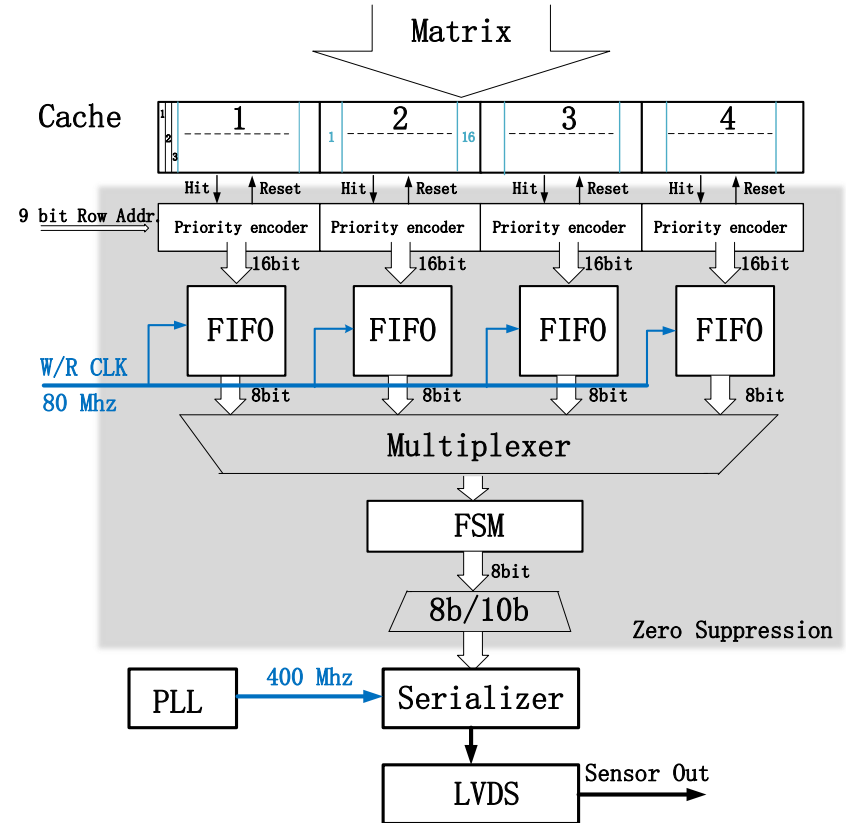 Matrix
Cache
1 2 3 4
1
2
3
1 16
Hit Reset Hit Reset Hit Reset Hit Reset
9 bit Row Addr.
Priority encoder Priority encoder Priority encoder Priority encoder
16bit 16bit 16bit 16bit
FIFO FIFO FIFO FIFO
W/R CLK
80 Mhz
8bit 8bit 8bit 8bit
Multiplexer
FSM
8bit
8b/10b
Zero Suppression
400 Mhz
PLL
Serializer
LVDS
Sensor Out